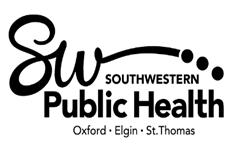 Sw
SOUTHWESTERN
Public Health
Oxford • Elgin • St.Thomas